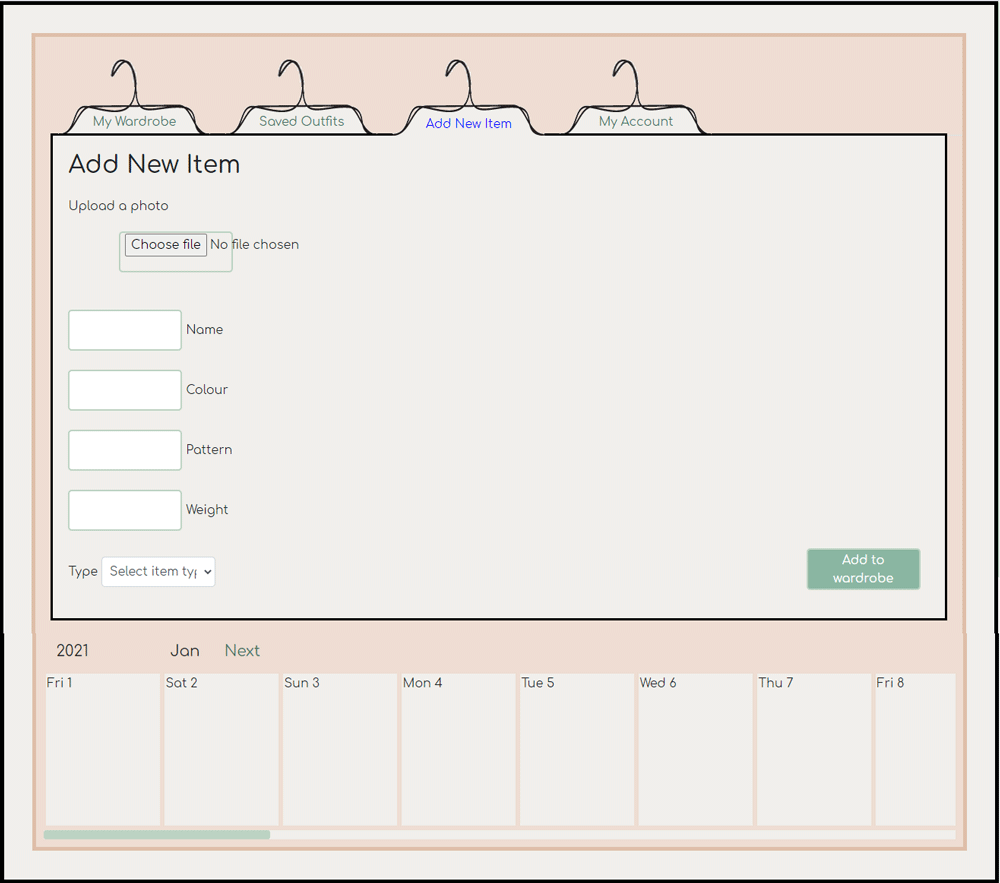 My Wardrobe Saved Outfits Add New Item My Account
Add New Item
Upload a photo
Choose file No file chosen
Name
Colour
Pattern
Weight
Type Select item typ
Add to
wardrobe
2021 Jan Next
Fri 1 Sat 2 Sun 3 Mon 4 Tue 5 Wed 6 Thu 7 Fri 8